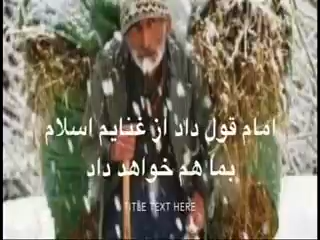 امام قول داد از غنایم اسلام
بما هم خواهد داد
TITLE TEXT HERE